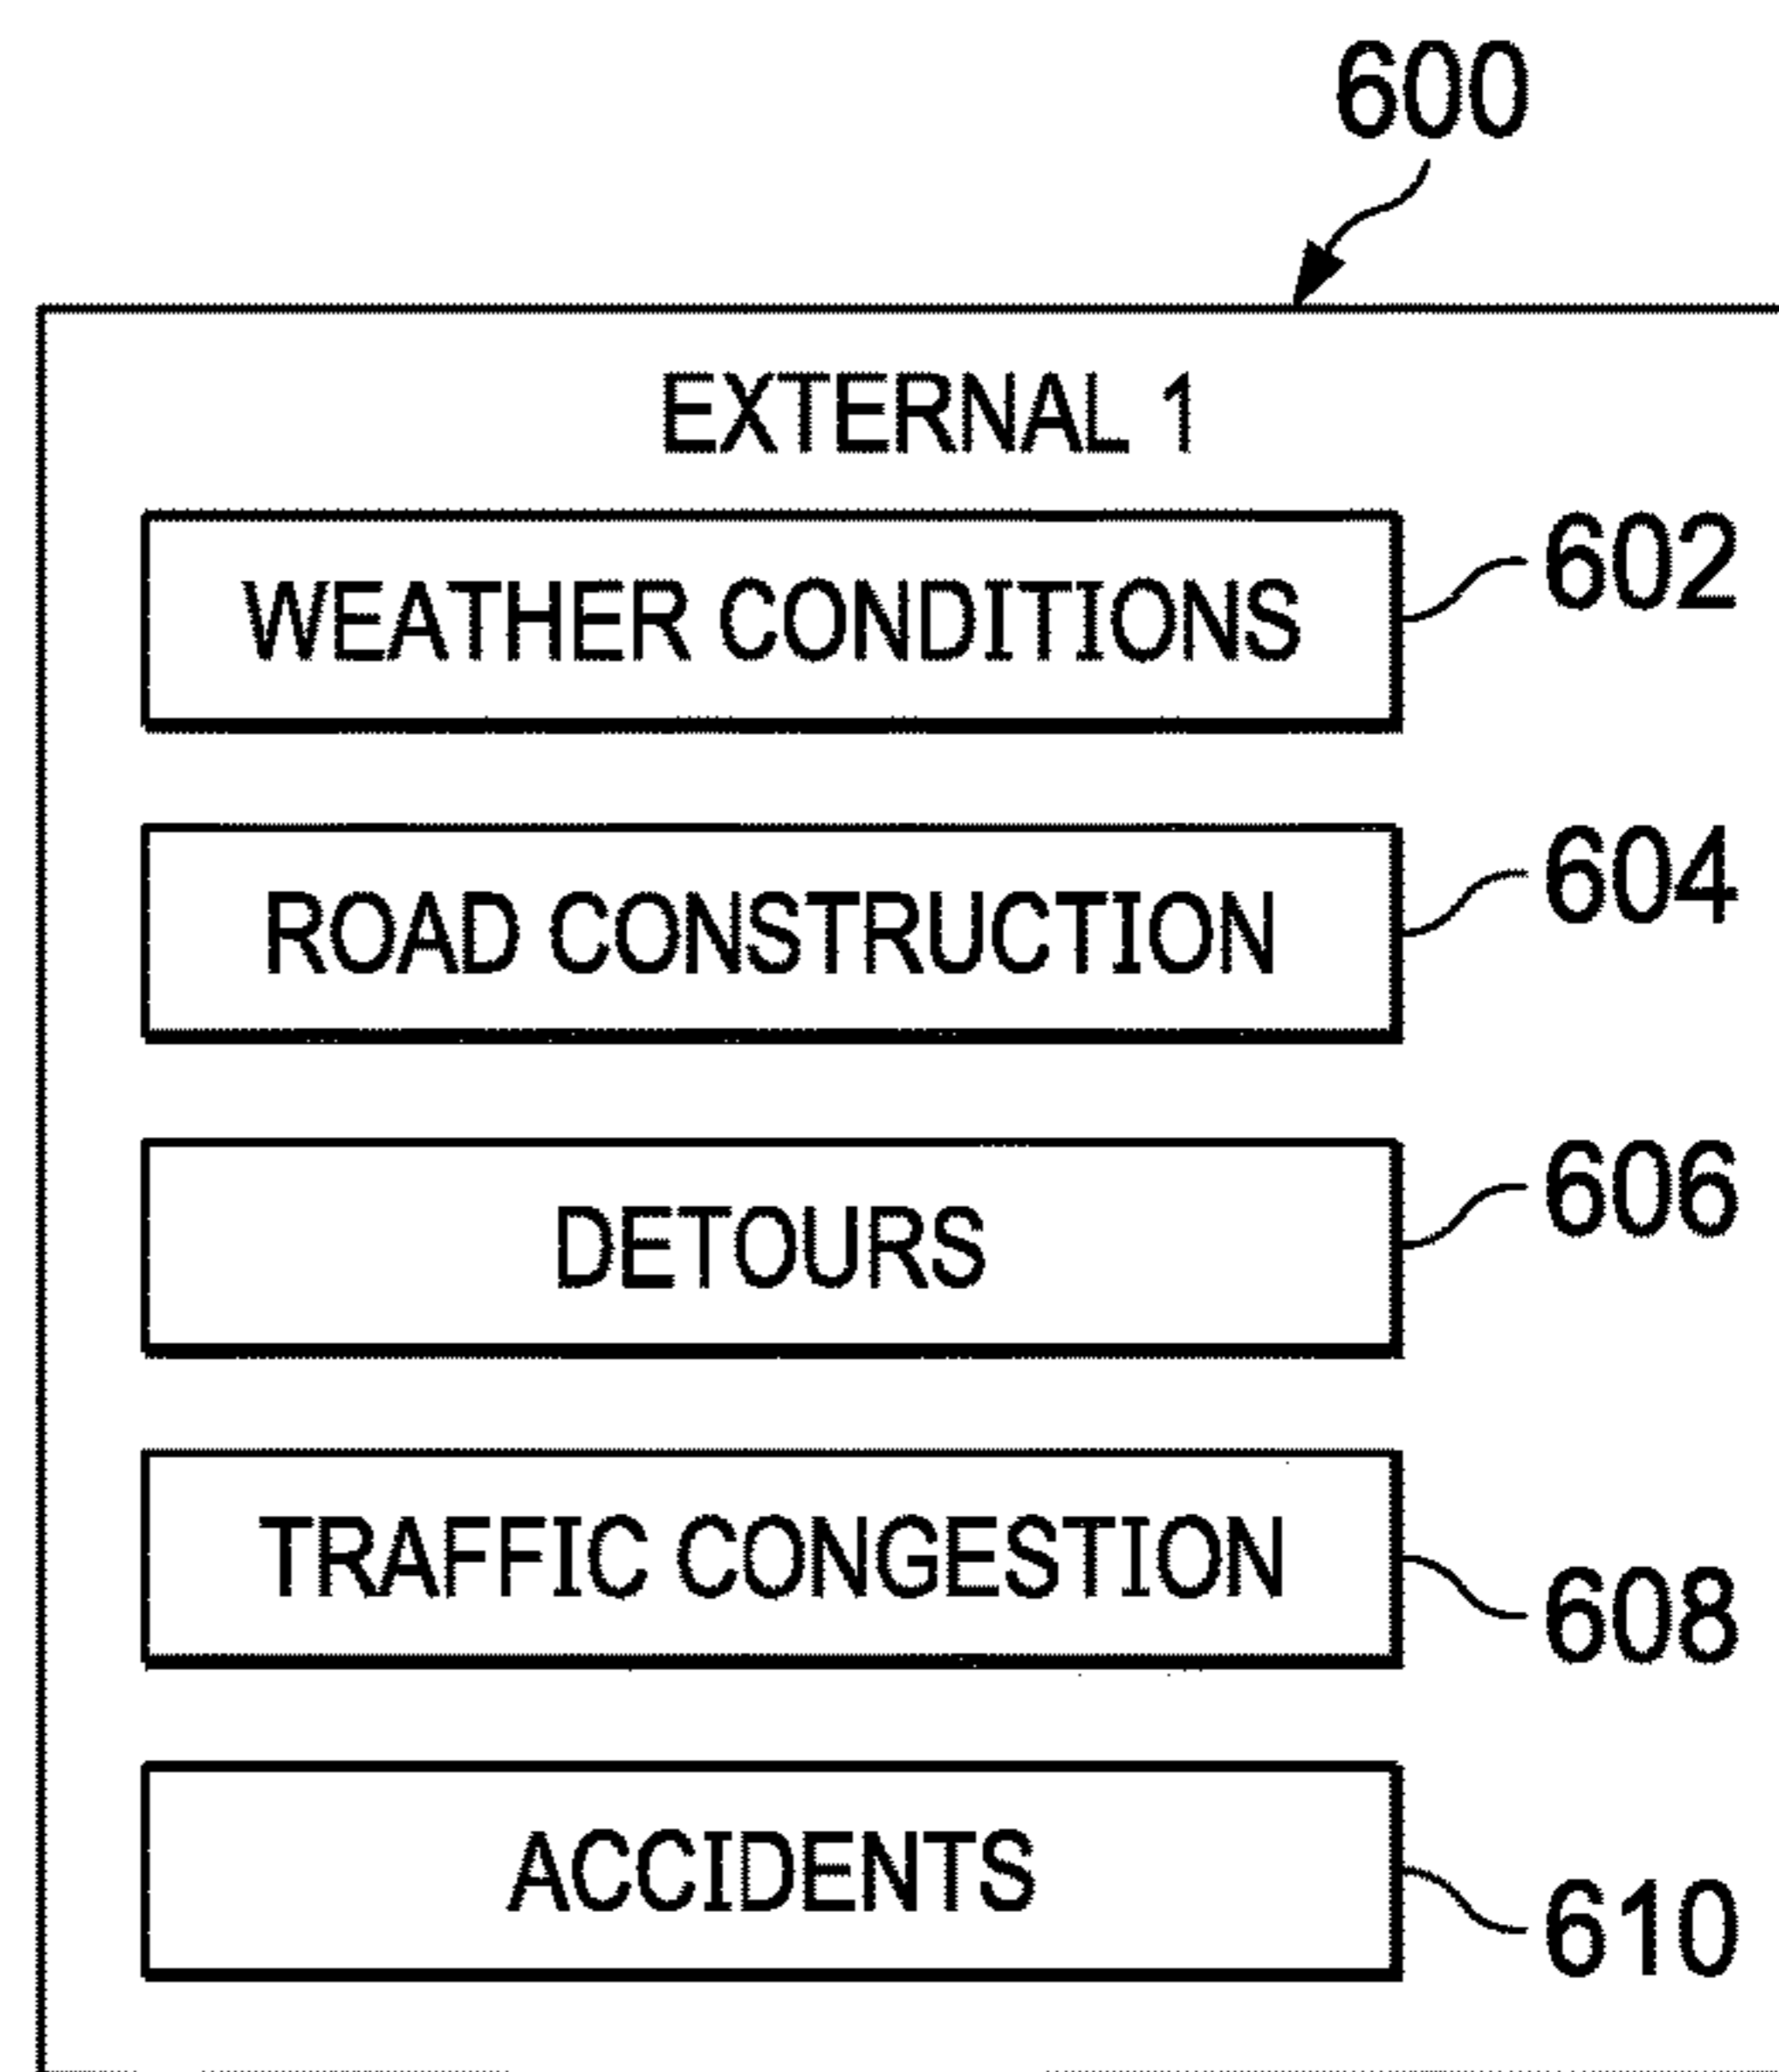 600
EXTERNAL 1
WEATHER CONDITIONS 602
ROAD CONSTRUCTION 604
DETOURS 606
TRAFFIC CONGESTION 608
ACCIDENTS 610